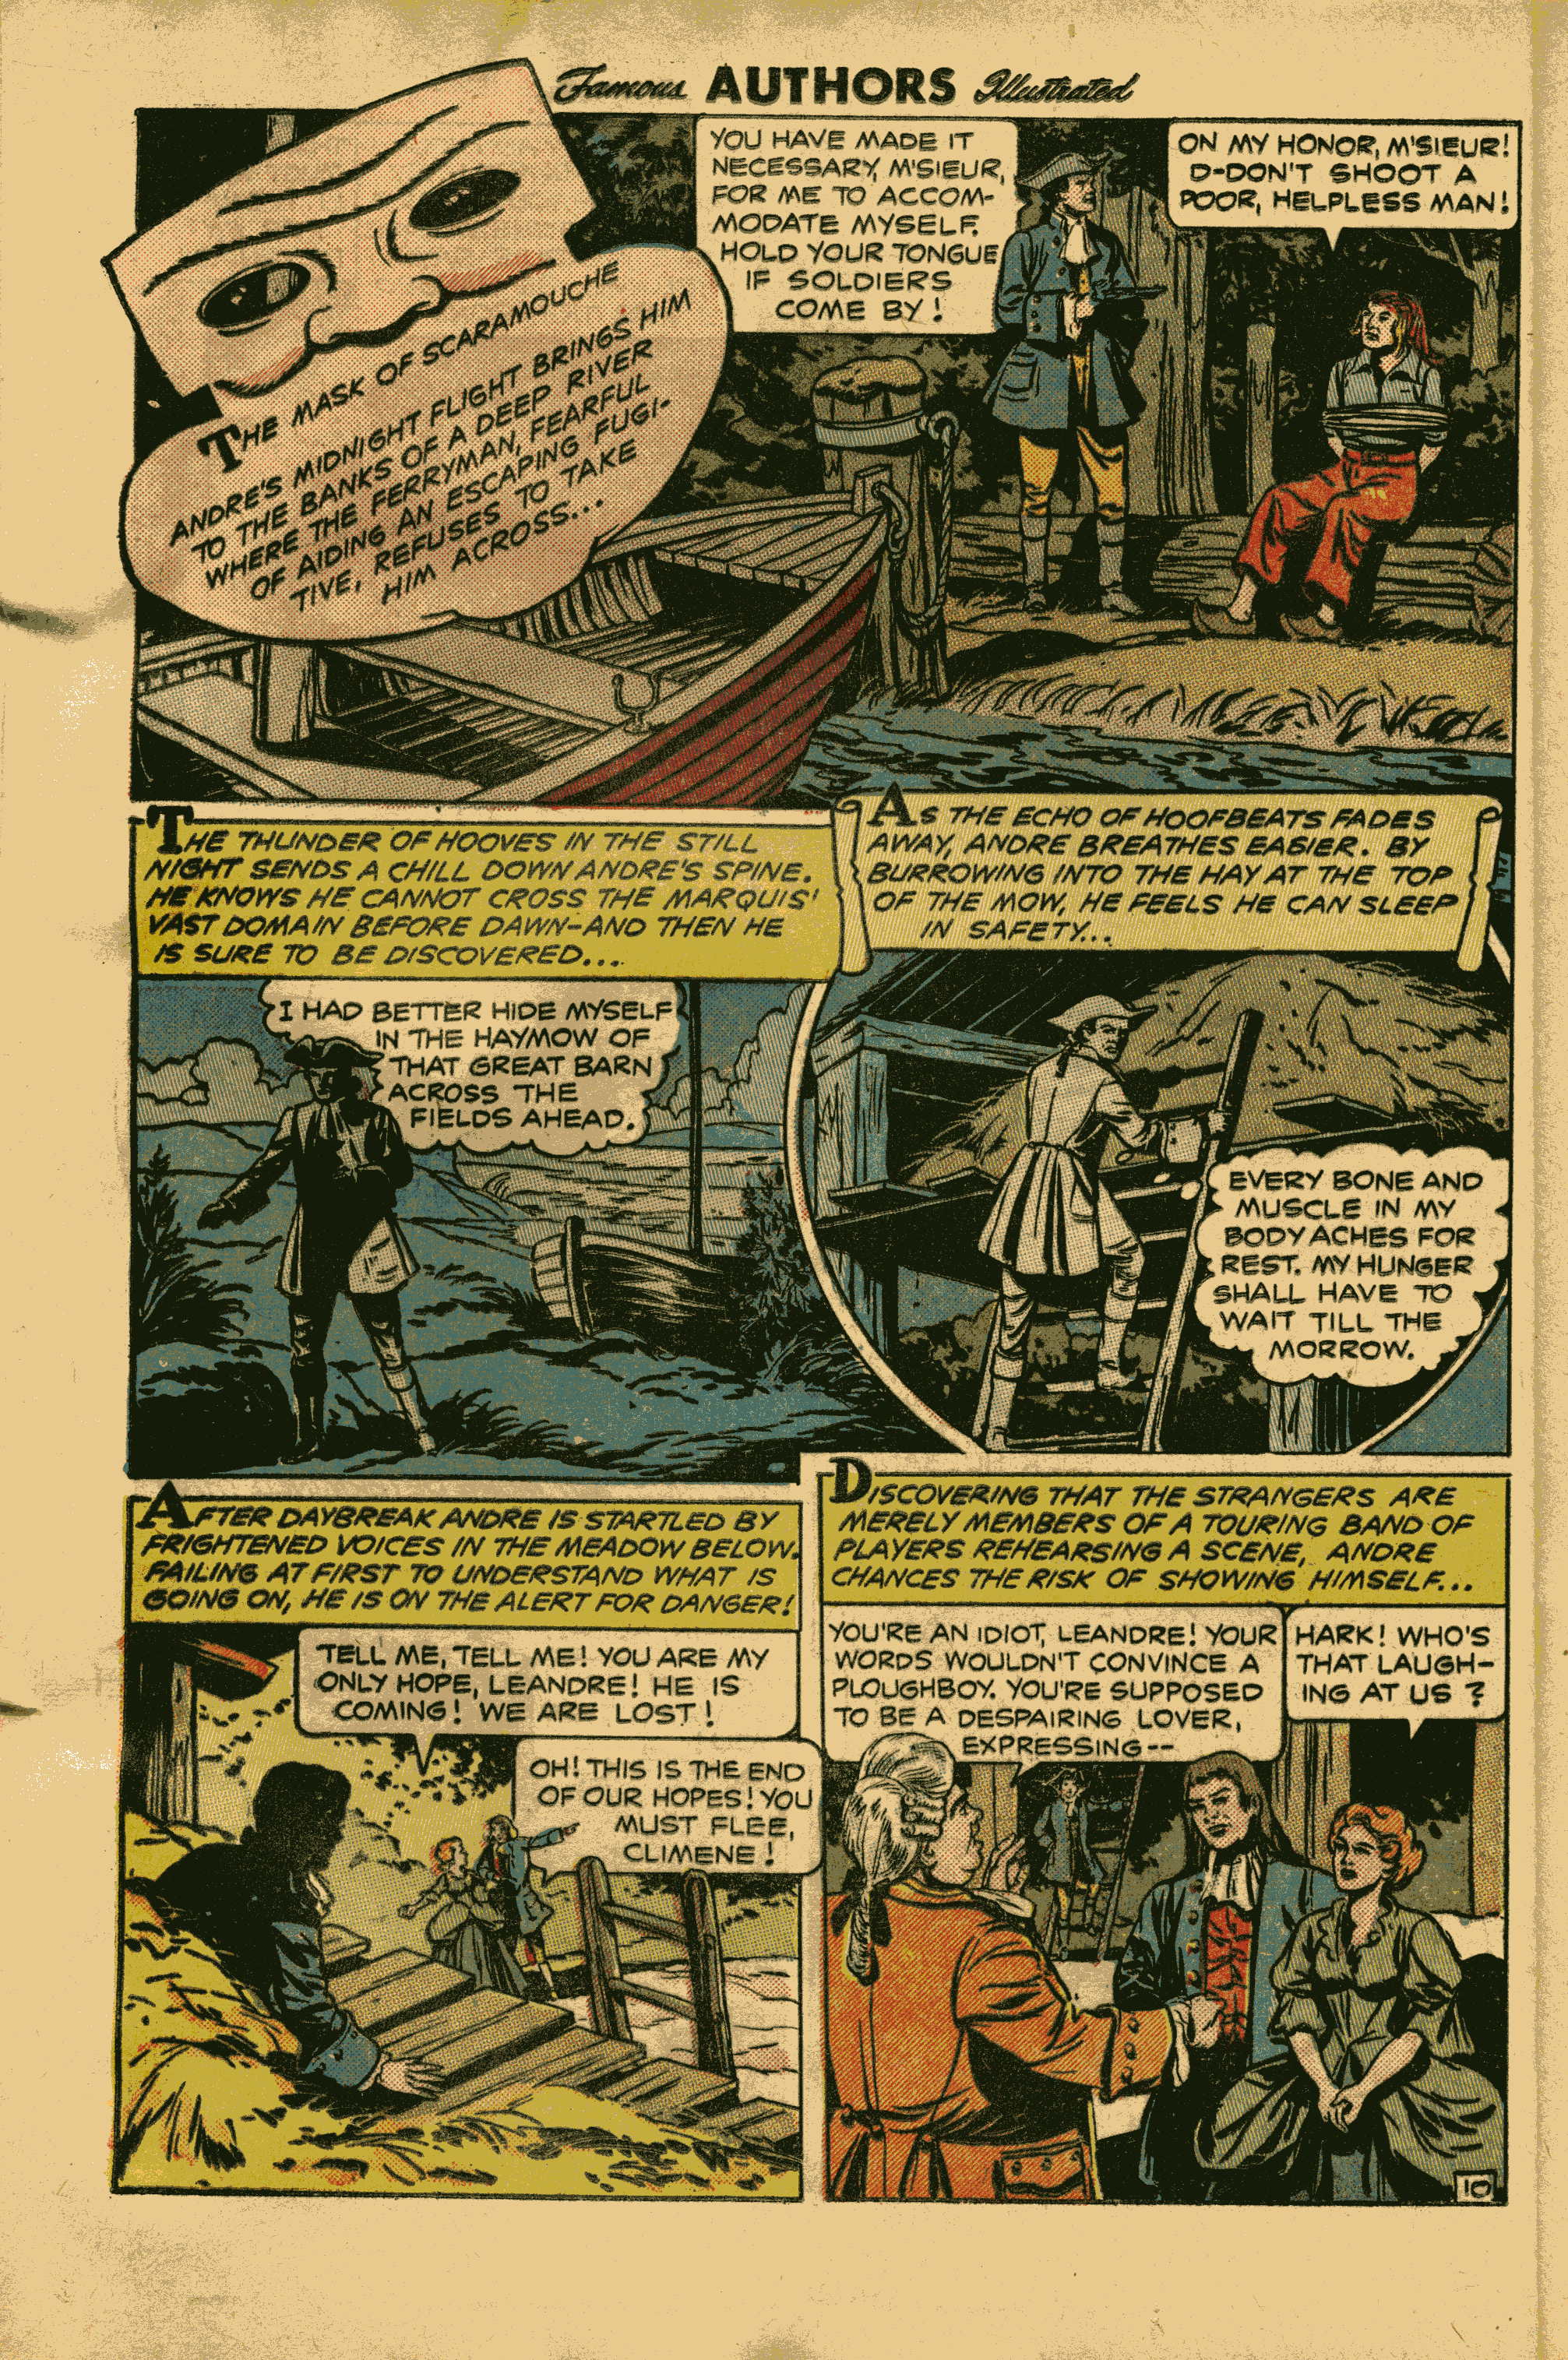 Famous AUTHORS Illustrated
THE MASK OF SCARAMOUCHE
ANDRE'S MIDNIGHT FLIGHT BRINGS HIM
TO THE BANKS OF A DEEP RIVER
WHERE THE FERRYMAN, FEARFUL
OF AIDING AN ESCAPING FUGI-
TIVE, REFUSES TO TAKE
HIM ACROSS...
YOU HAVE MADE IT
NECESSARY, M'SIEUR,
FOR ME TO ACCOM-
MODATE MYSELF.
HOLD YOUR TONGUE
IF SOLDIERS
COME BY!
ON MY HONOR, M'SIEUR!
D-DON'T SHOOT A
POOR, HELPLESS MAN!
THE THUNDER OF HOOVES IN THE STILL
NIGHT SENDS A CHILL DOWN ANDRE'S SPINE.
HE KNOWS HE CANNOT CROSS THE MARQUIS'
VAST DOMAIN BEFORE DAWN-AND THEN HE
IS SURE TO BE DISCOVERED...
I HAD BETTER HIDE MYSELF
IN THE HAYMOW OF
THAT GREAT BARN
ACROSS THE
FIELDS AHEAD.
AS THE ECHO OF HOOFBEATS FADES
AWAY, ANDRE BREATHES EASIER. BY
BURROWING INTO THE HAY AT THE TOP
OF THE MOW, HE FEELS HE CAN SLEEP
IN SAFETY...
EVERY BONE AND
MUSCLE IN MY
BODY ACHES FOR
REST. MY HUNGER
SHALL HAVE TO
WAIT TILL THE
MORROW.
AFTER DAYBREAK ANDRE IS STARTLED BY
FRIGHTENED VOICES IN THE MEADOW BELOW.
FAILING AT FIRST TO UNDERSTAND WHAT IS
GOING ON, HE IS ON THE ALERT FOR DANGER!
TELL ME, TELL ME! YOU ARE MY
ONLY HOPE, LEANDRE! HE IS
COMING! WE ARE LOST!
OH! THIS IS THE END
OF OUR HOPES! YOU
MUST FLEE,
CLIMENE!
DISCOVERING THAT THE STRANGERS ARE
MERELY MEMBERS OF A TOURING BAND OF
PLAYERS REHEARSING A SCENE, ANDRE
CHANCES THE RISK OF SHOWING HIMSELF...
YOU'RE AN IDIOT, LEANDRE! YOUR
WORDS WOULDN'T CONVINCE A
PLOUGHBOY. YOU'RE SUPPOSED
TO BE A DESPAIRING LOVER,
EXPRESSING--
HARK! WHO'S
THAT LAUGH-
ING AT US?
10